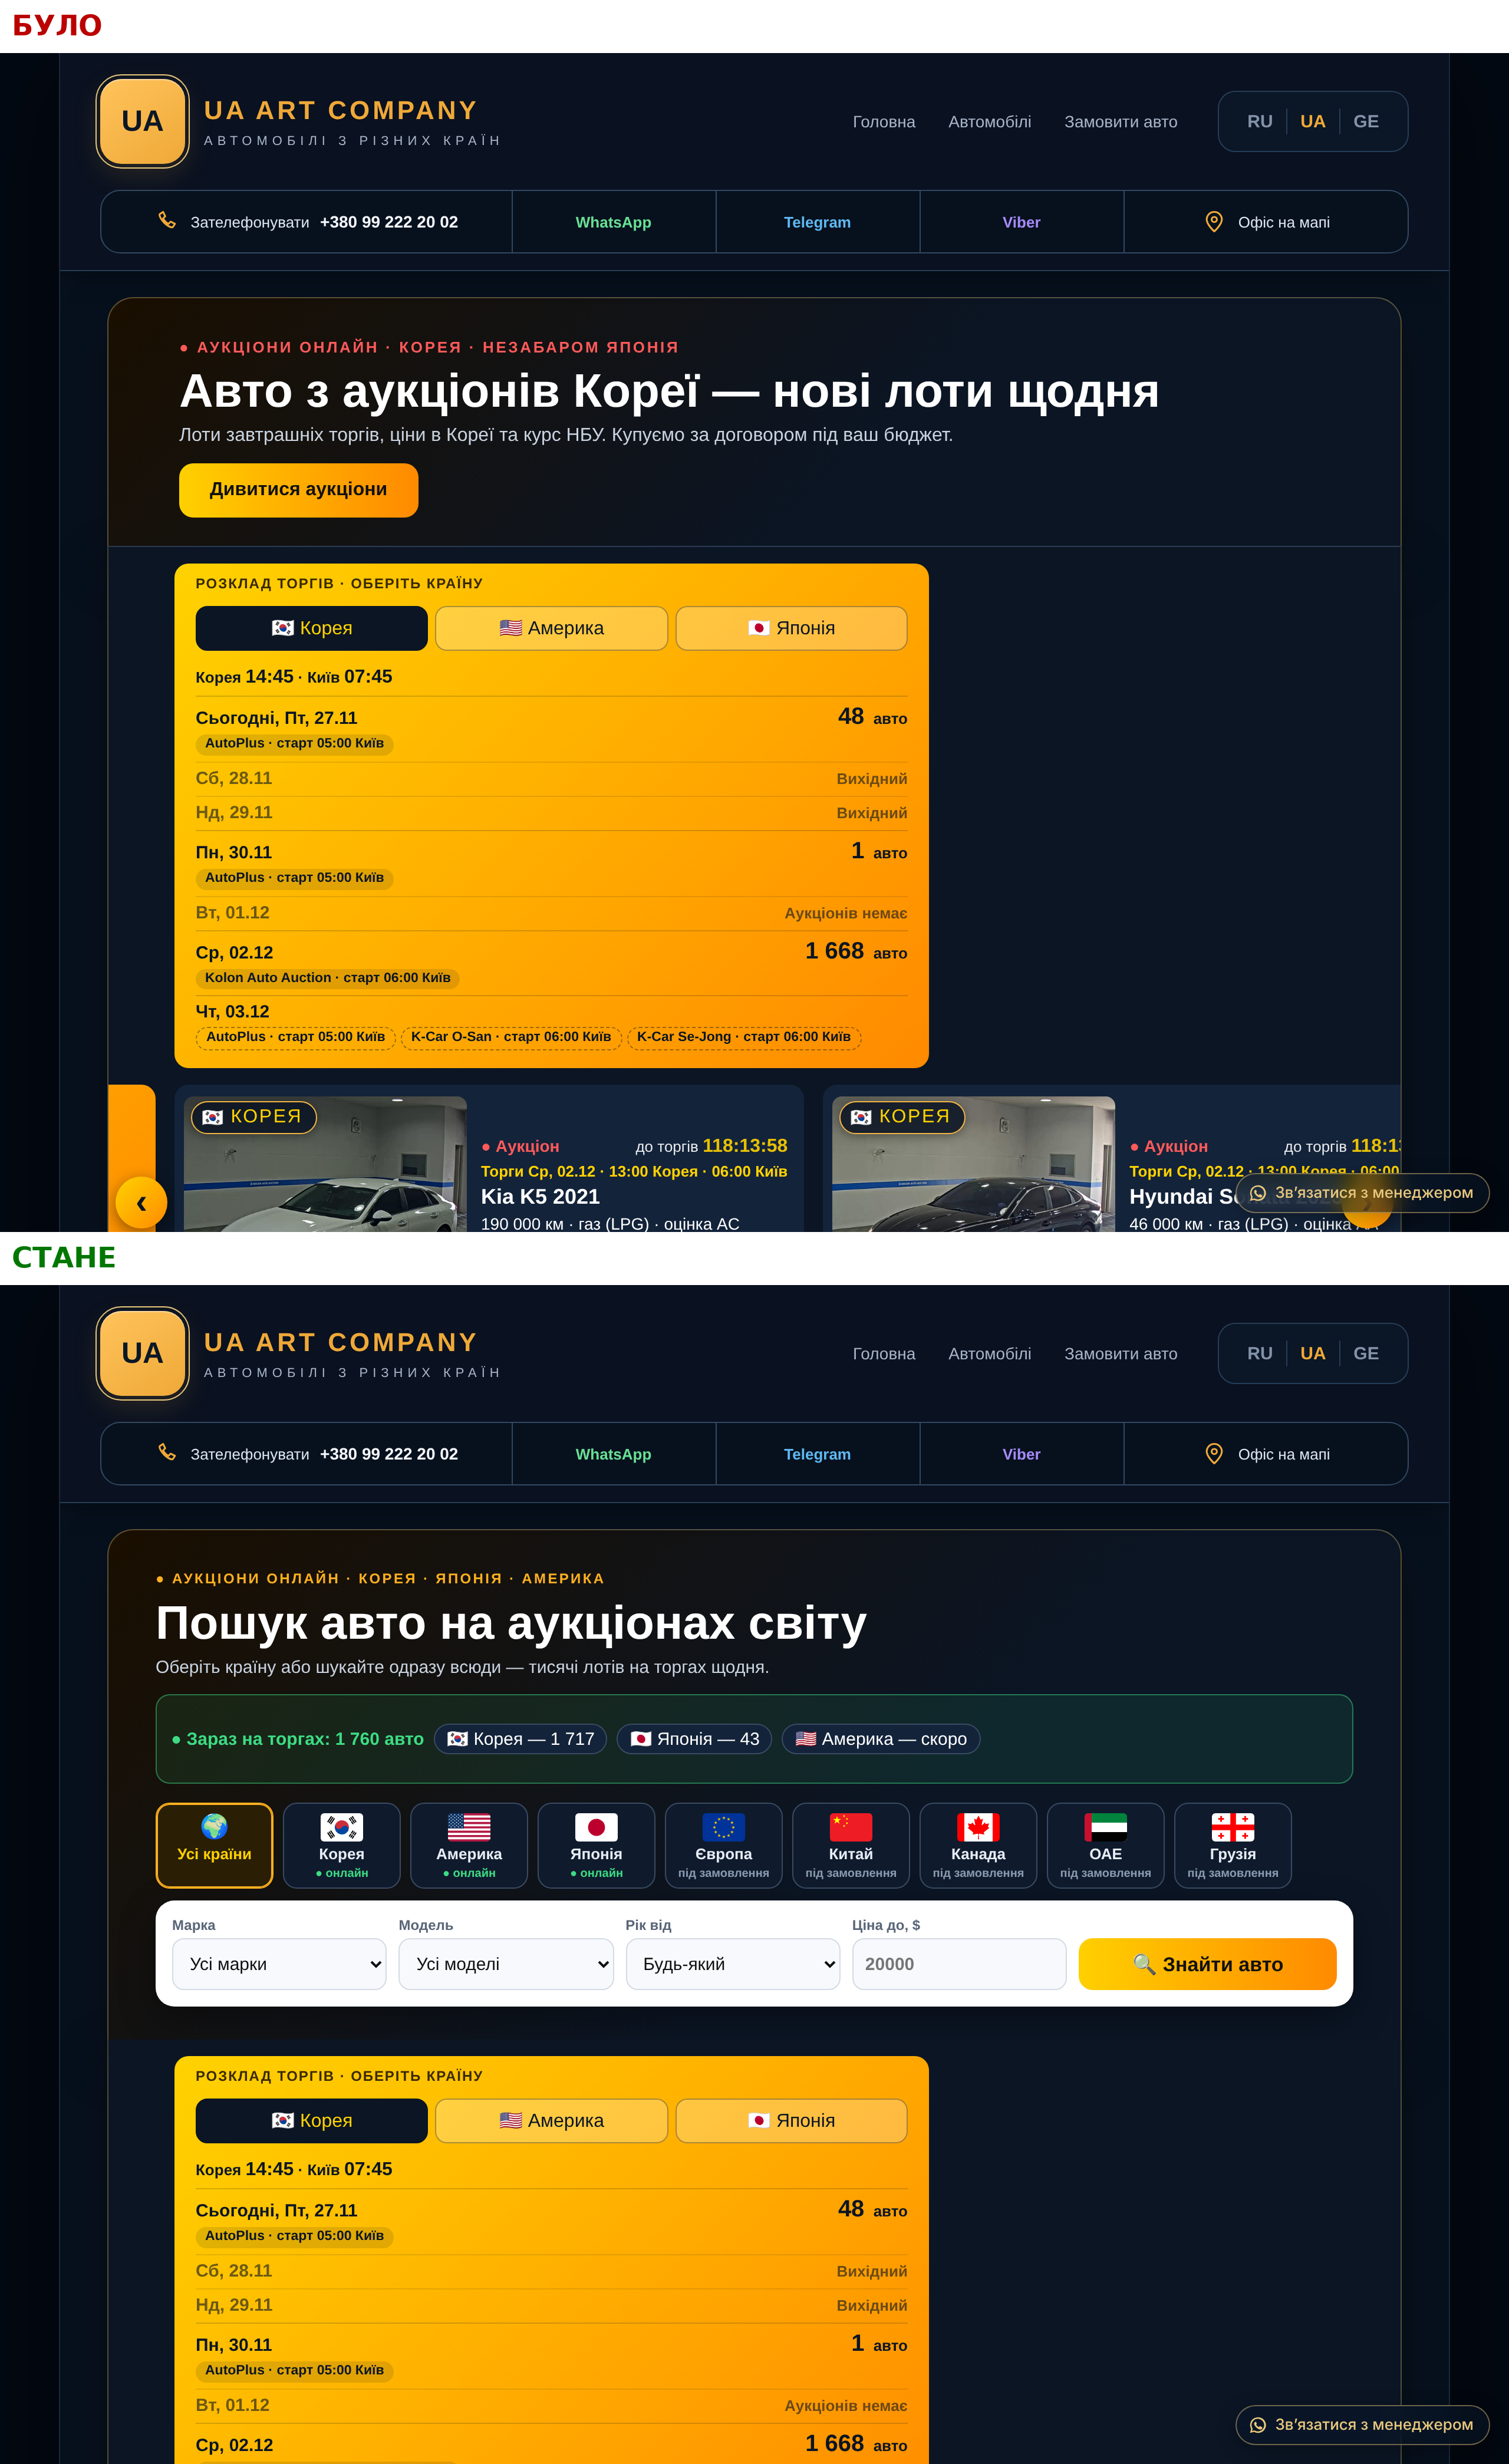 БУЛО
UA
UA ART COMPANY
АВТОМОБІЛІ З РІЗНИХ КРАЇН
Головна
Автомобілі
Замовити авто
RU
UA
GE
Зателефонувати +380 99 222 20 02
WhatsApp
Telegram
Viber
Офіс на мапі
● АУКЦІОНИ ОНЛАЙН · КОРЕЯ · НЕЗАБАРОМ ЯПОНІЯ
Авто з аукціонів Кореї — нові лоти щодня
Лоти завтрашніх торгів, ціни в Кореї та курс НБУ. Купуємо за договором під ваш бюджет.
Дивитися аукціони
РОЗКЛАД ТОРГІВ · ОБЕРІТЬ КРАЇНУ
🇰🇷 Корея
🇺🇸 Америка
🇯🇵 Японія
Корея 14:45 · Київ 07:45
Сьогодні, Пт, 27.11 48 авто
AutoPlus · старт 05:00 Київ
Сб, 28.11 Вихідний
Нд, 29.11 Вихідний
Пн, 30.11 1 авто
AutoPlus · старт 05:00 Київ
Вт, 01.12 Аукціонів немає
Ср, 02.12 1 668 авто
Kolon Auto Auction · старт 06:00 Київ
Чт, 03.12
AutoPlus · старт 05:00 Київ K-Car O-San · старт 06:00 Київ K-Car Se-Jong · старт 06:00 Київ
‹
🇰🇷 КОРЕЯ
● Аукціон до торгів 118:13:58
Торги Ср, 02.12 · 13:00 Корея · 06:00 Київ
Kia K5 2021
190 000 км · газ (LPG) · оцінка AC
🇰🇷 КОРЕЯ
● Аукціон до торгів 118:13
Торги Ср, 02.12 · 13:00 Корея · 06:00
Hyundai
46 000 км · газ (LPG) · оцінка
Зв’язатися з менеджером
СТАНЕ
UA
UA ART COMPANY
АВТОМОБІЛІ З РІЗНИХ КРАЇН
Головна
Автомобілі
Замовити авто
RU
UA
GE
Зателефонувати +380 99 222 20 02
WhatsApp
Telegram
Viber
Офіс на мапі
● АУКЦІОНИ ОНЛАЙН · КОРЕЯ · ЯПОНІЯ · АМЕРИКА
Пошук авто на аукціонах світу
Оберіть країну або шукайте одразу всюди — тисячі лотів на торгах щодня.
● Зараз на торгах: 1 760 авто 🇰🇷 Корея — 1 717 🇯🇵 Японія — 43 🇺🇸 Америка — скоро
Усі країни
Корея
● онлайн
Америка
● онлайн
Японія
● онлайн
Європа
під замовлення
Китай
під замовлення
Канада
під замовлення
ОАЕ
під замовлення
Грузія
під замовлення
Марка
Усі марки
Модель
Усі моделі
Рік від
Будь-який
Ціна до, $
20000
🔍 Знайти авто
РОЗКЛАД ТОРГІВ · ОБЕРІТЬ КРАЇНУ
🇰🇷 Корея
🇺🇸 Америка
🇯🇵 Японія
Корея 14:45 · Київ 07:45
Сьогодні, Пт, 27.11 48 авто
AutoPlus · старт 05:00 Київ
Сб, 28.11 Вихідний
Нд, 29.11 Вихідний
Пн, 30.11 1 авто
AutoPlus · старт 05:00 Київ
Вт, 01.12 Аукціонів немає
Ср, 02.12 1 668 авто
Зв’язатися з менеджером